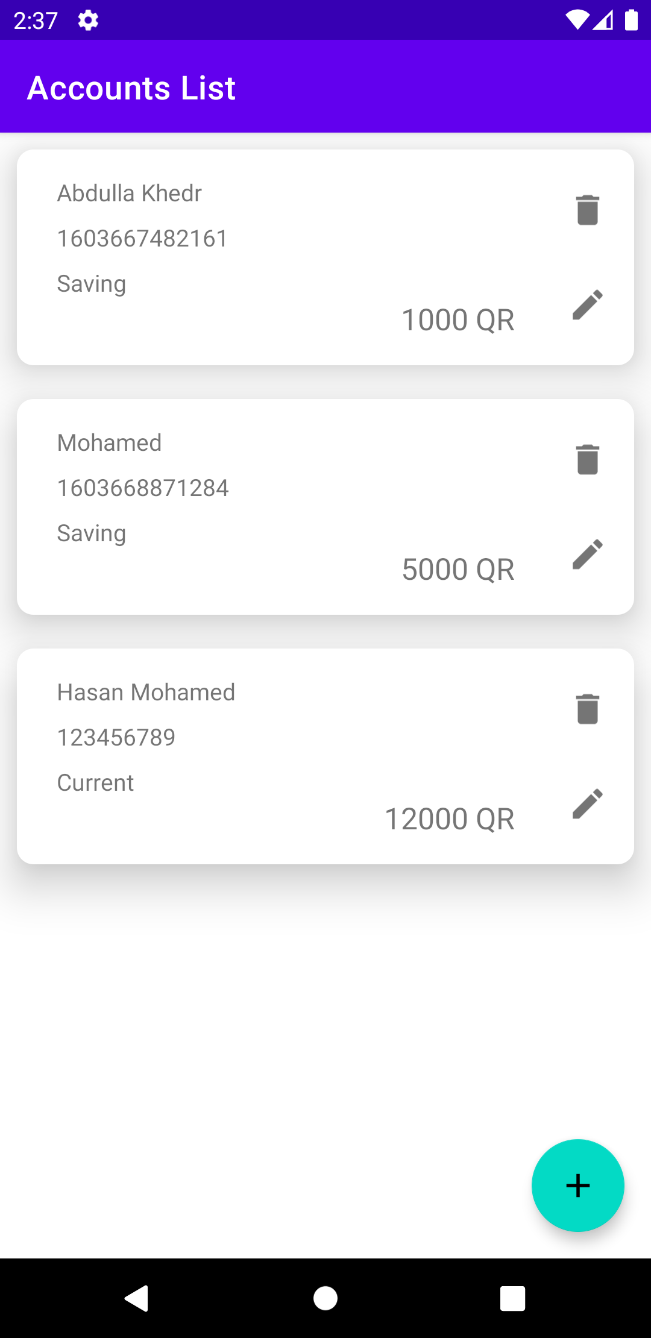 2:37
Accounts List
Abdulla Khedr
1603667482161
Saving
1000 QR
Mohamed
1603668871284
Saving
5000 QR
Hasan Mohamed
123456789
Current
12000 QR
+